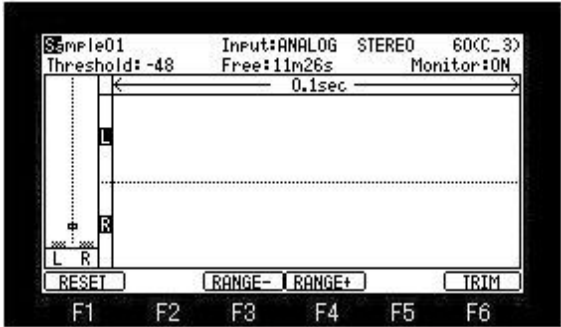 Sample01 Input:ANALOG STEREO 60(C_3)
Threshold:-48 Free:11m26s Monitor:ON
0.1sec
L
R
L R
RESET RANGE- RANGE+ TRIM
F1 F2 F3 F4 F5 F6